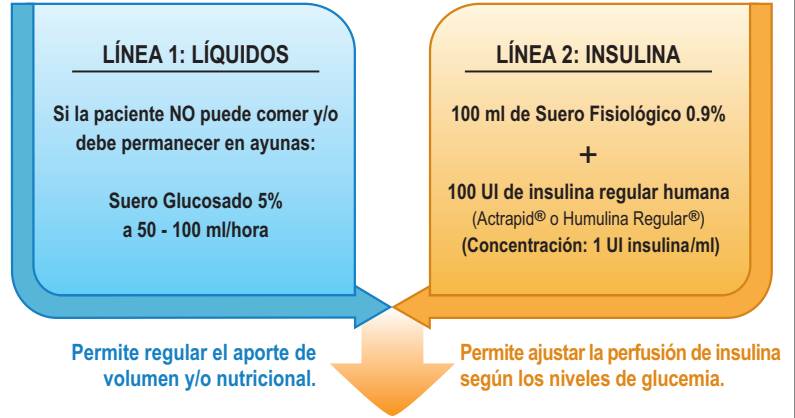 LÍNEA 1: LÍQUIDOS
Si la paciente NO puede comer y/o
debe permanecer en ayunas:
Suero Glucosado 5%
a 50 - 100 ml/hora
LÍNEA 2: INSULINA
100 ml de Suero Fisiológico 0.9%
+
100 UI de insulina regular humana
(Actrapid® o Humulina Regular®)
(Concentración: 1 UI insulina/ml)
Permite regular el aporte de
volumen y/o nutricional.
Permite ajustar la perfusión de insulina
según los niveles de glucemia.